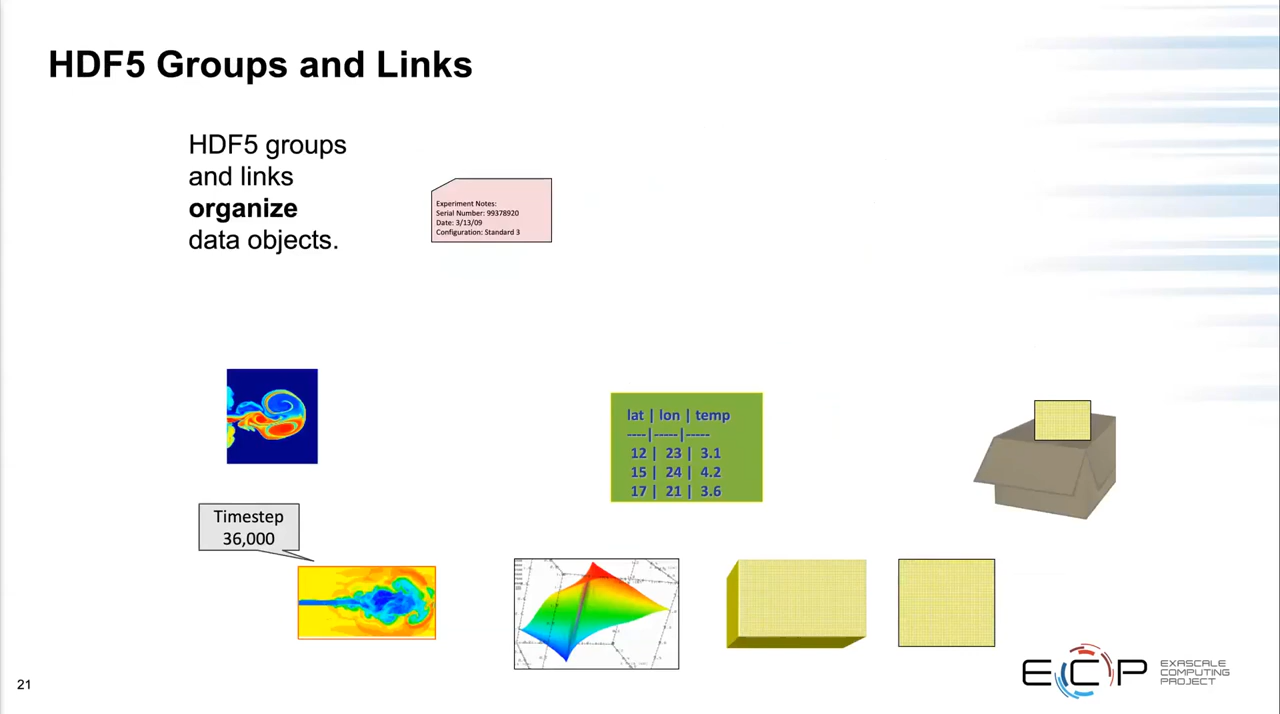 HDF5 Groups and Links
HDF5 groups
and links
organize
data objects.
Experiment Notes:
Serial Number: 99378920
Date: 3/13/09
Configuration: Standard 3
lat | lon | temp
----|-----|-----
12 | 23 | 3.1
15 | 24 | 4.2
17 | 21 | 3.6
Timestep
36,000
21
ECP
EXASCALE
COMPUTING
PROJECT